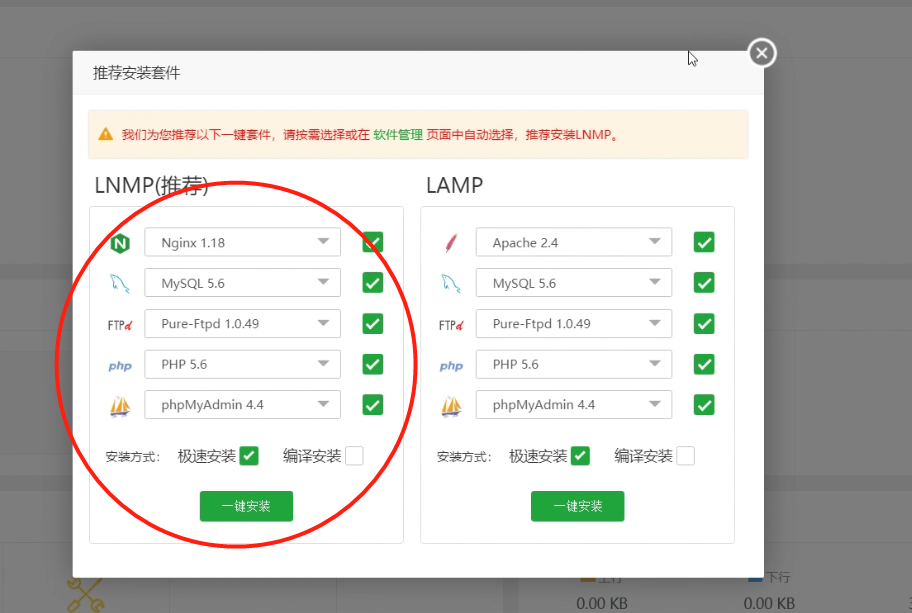 推荐安装套件
我们为您推荐以下一键套件，请按需选择或在 软件管理 页面中自动选择，推荐安装LNMP。
LNMP(推荐)
Nginx 1.18
MySQL 5.6
FTPd Pure-Ftpd 1.0.49
php PHP 5.6
phpMyAdmin 4.4
安装方式： 极速安装 编译安装
一键安装
LAMP
Apache 2.4
MySQL 5.6
FTPd Pure-Ftpd 1.0.49
php PHP 5.6
phpMyAdmin 4.4
安装方式： 极速安装 编译安装
一键安装
上行 下行
0.00 KB 0.00 KB